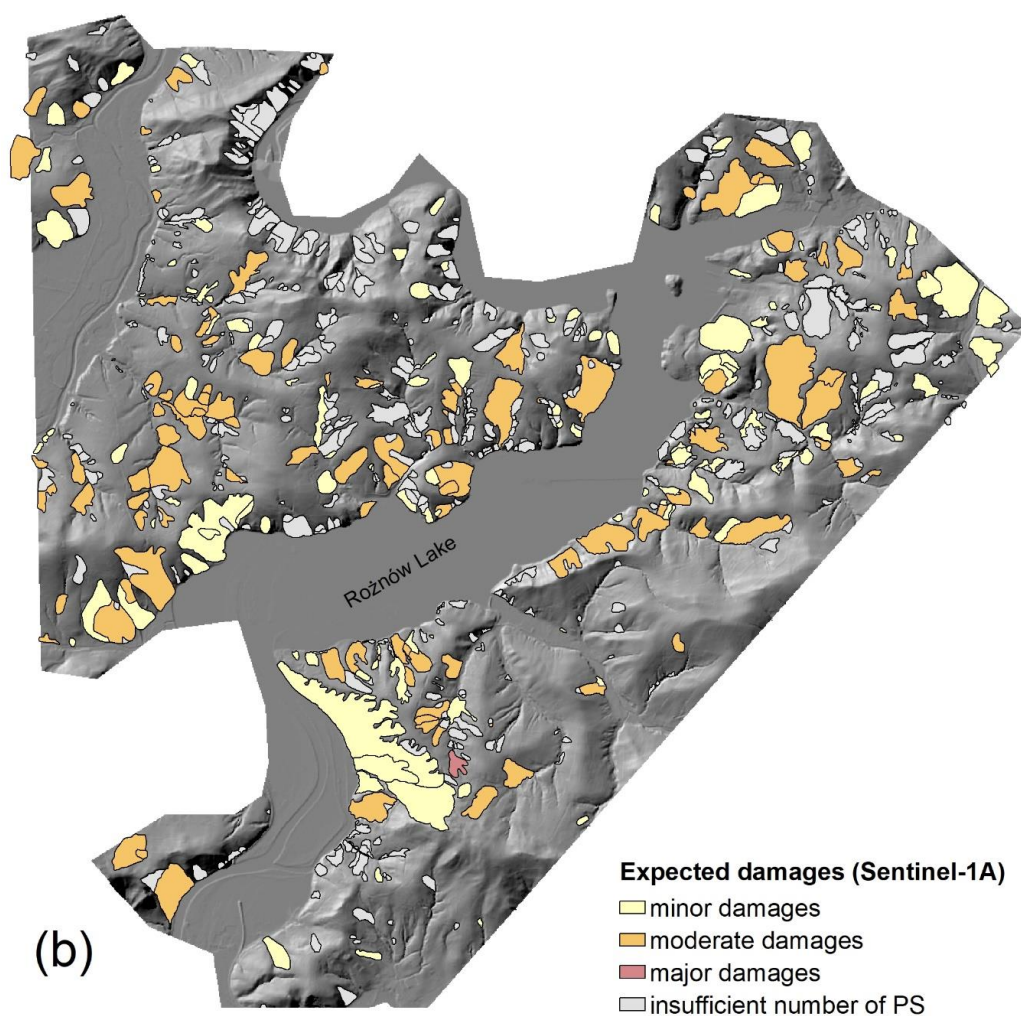 Rożnów Lake
Expected damages (Sentinel-1A)
minor damages
moderate damages
major damages
insufficient number of PS
(b)